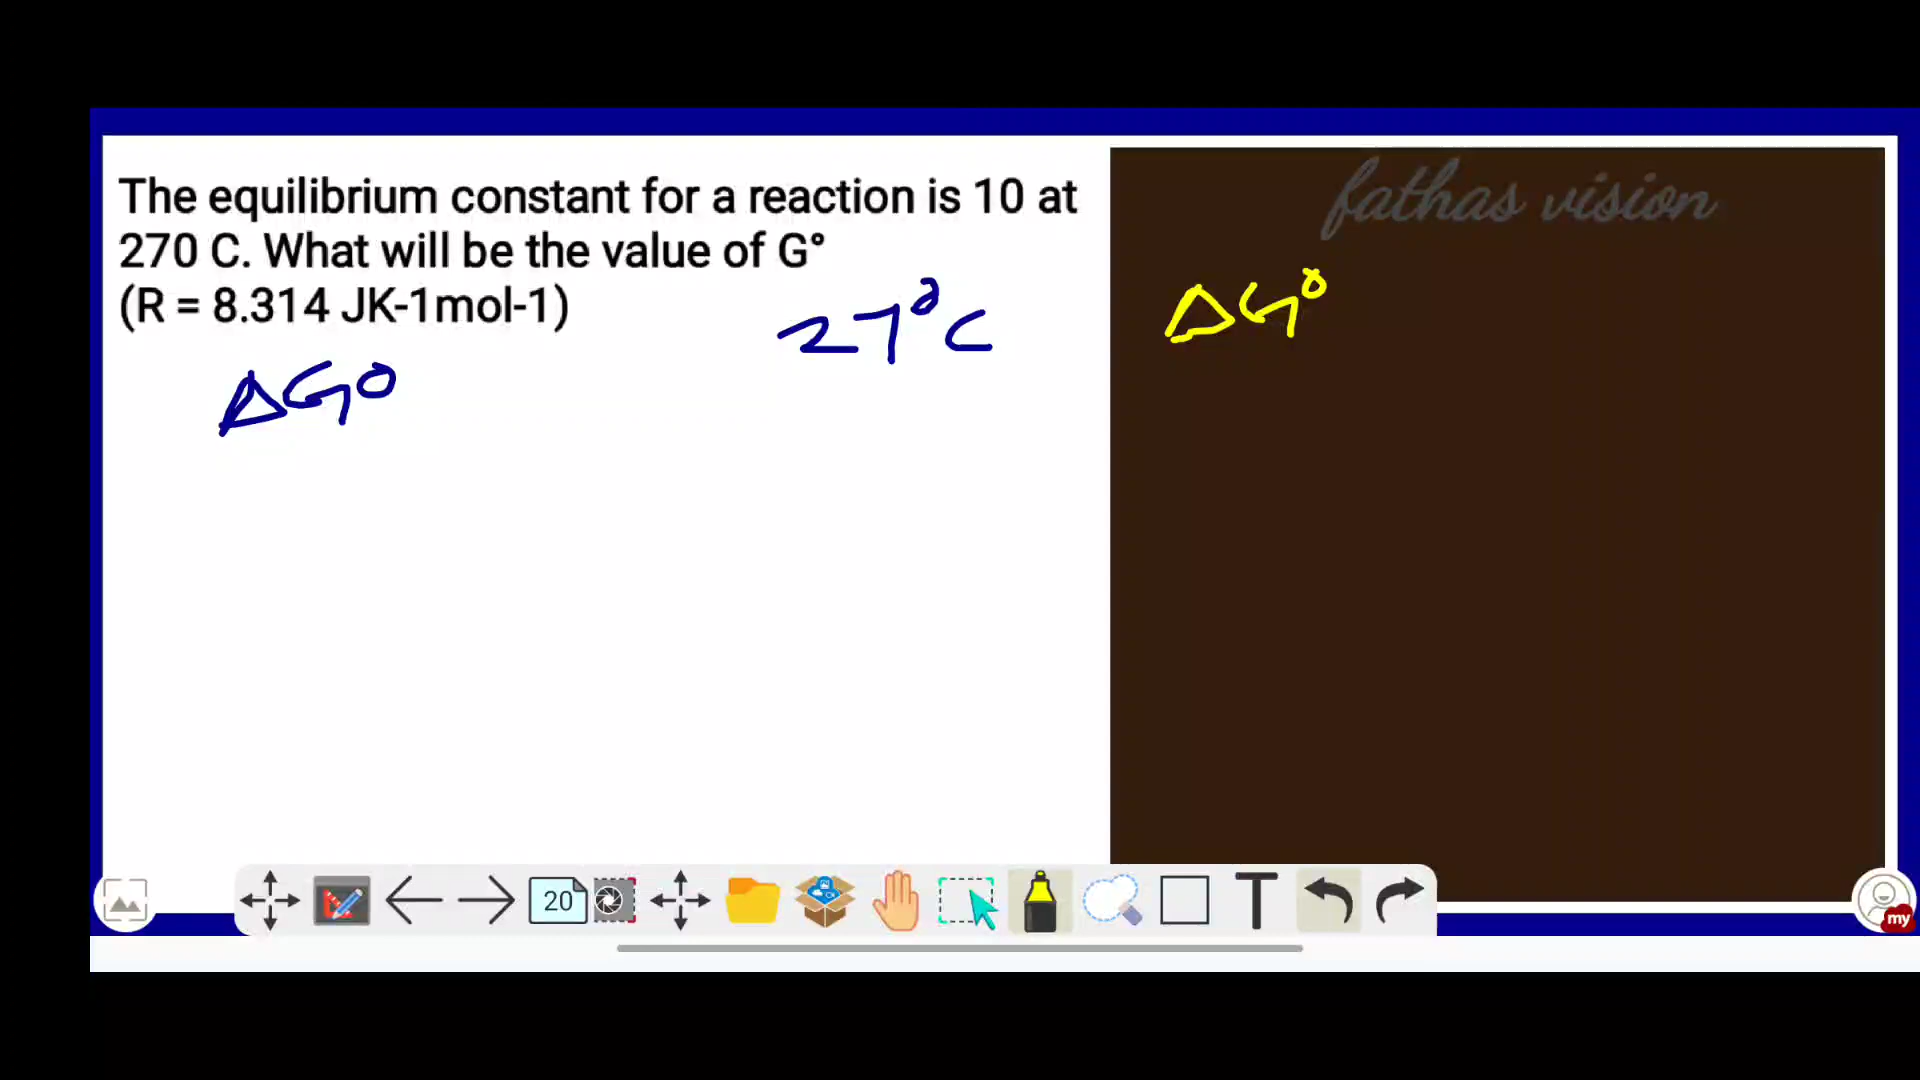 The equilibrium constant for a reaction is 10 at
270 C. What will be the value of G°
(R = 8.314 JK-1mol-1)
27°C
ΔG°
fathas vision
ΔG°
20
T
my